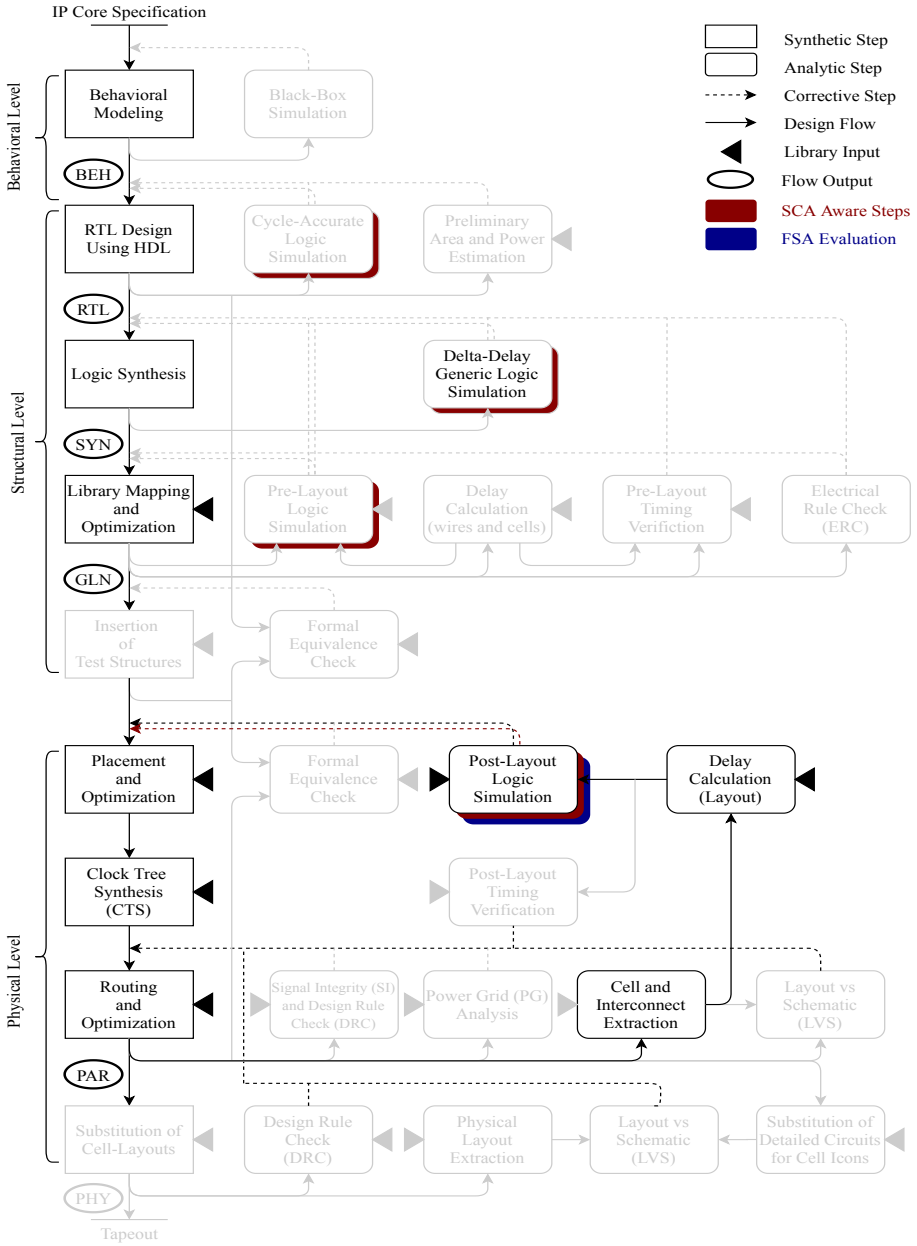 IP Core Specification
Behavioral Level
Behavioral
Modeling
Black-Box
Simulation
BEH
Synthetic Step
Analytic Step
Corrective Step
Design Flow
Library Input
Flow Output
SCA Aware Steps
FSA Evaluation
Structural Level
RTL Design
Using HDL
Cycle-Accurate
Logic
Simulation
Preliminary
Area and Power
Estimation
RTL
Logic Synthesis
Delta-Delay
Generic Logic
Simulation
SYN
Library Mapping
and
Optimization
Pre-Layout
Logic
Simulation
Delay
Calculation
(wires and cells)
Pre-Layout
Timing
Verifiction
Electrical
Rule Check
(ERC)
GLN
Insertion
of
Test Structures
Formal
Equivalence
Check
Physical Level
Placement
and
Optimization
Formal
Equivalence
Check
Post-Layout
Logic
Simulation
Delay
Calculation
(Layout)
Clock Tree
Synthesis
(CTS)
Post-Layout
Timing
Verification
Routing
and
Optimization
Signal Integrity (SI)
and Design Rule
Check (DRC)
Power Grid (PG)
Analysis
Cell and
Interconnect
Extraction
Layout vs
Schematic
(LVS)
PAR
Substitution of
Cell-Layouts
Design Rule
Check
(DRC)
Physical
Layout
Extraction
Layout vs
Schematic
(LVS)
Substitution of
Detailed Circuits
for Cell Icons
PHY
Tapeout